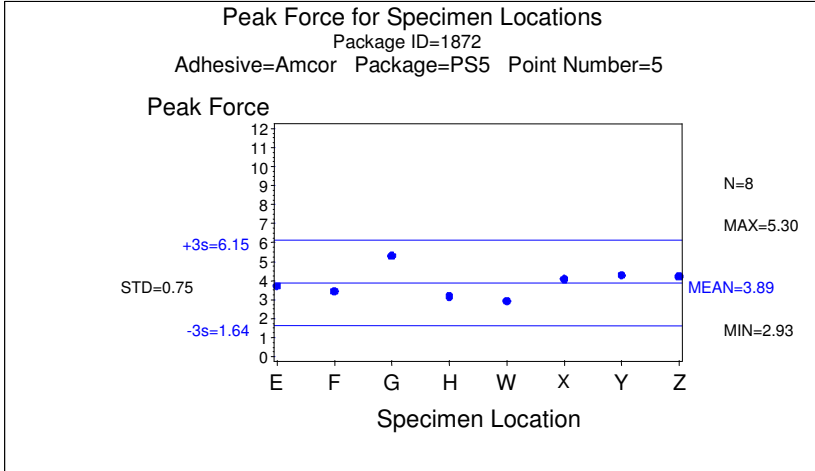 Peak Force for Specimen Locations
Package ID=1872
Adhesive=Amcor Package=PS5 Point Number=5
Peak Force
12
11
10
9
8
7
6
5
4
3
2
1
0
+3s=6.15
STD=0.75
-3s=1.64
N=8
MAX=5.30
MEAN=3.89
MIN=2.93
E F G H W X Y Z
Specimen Location